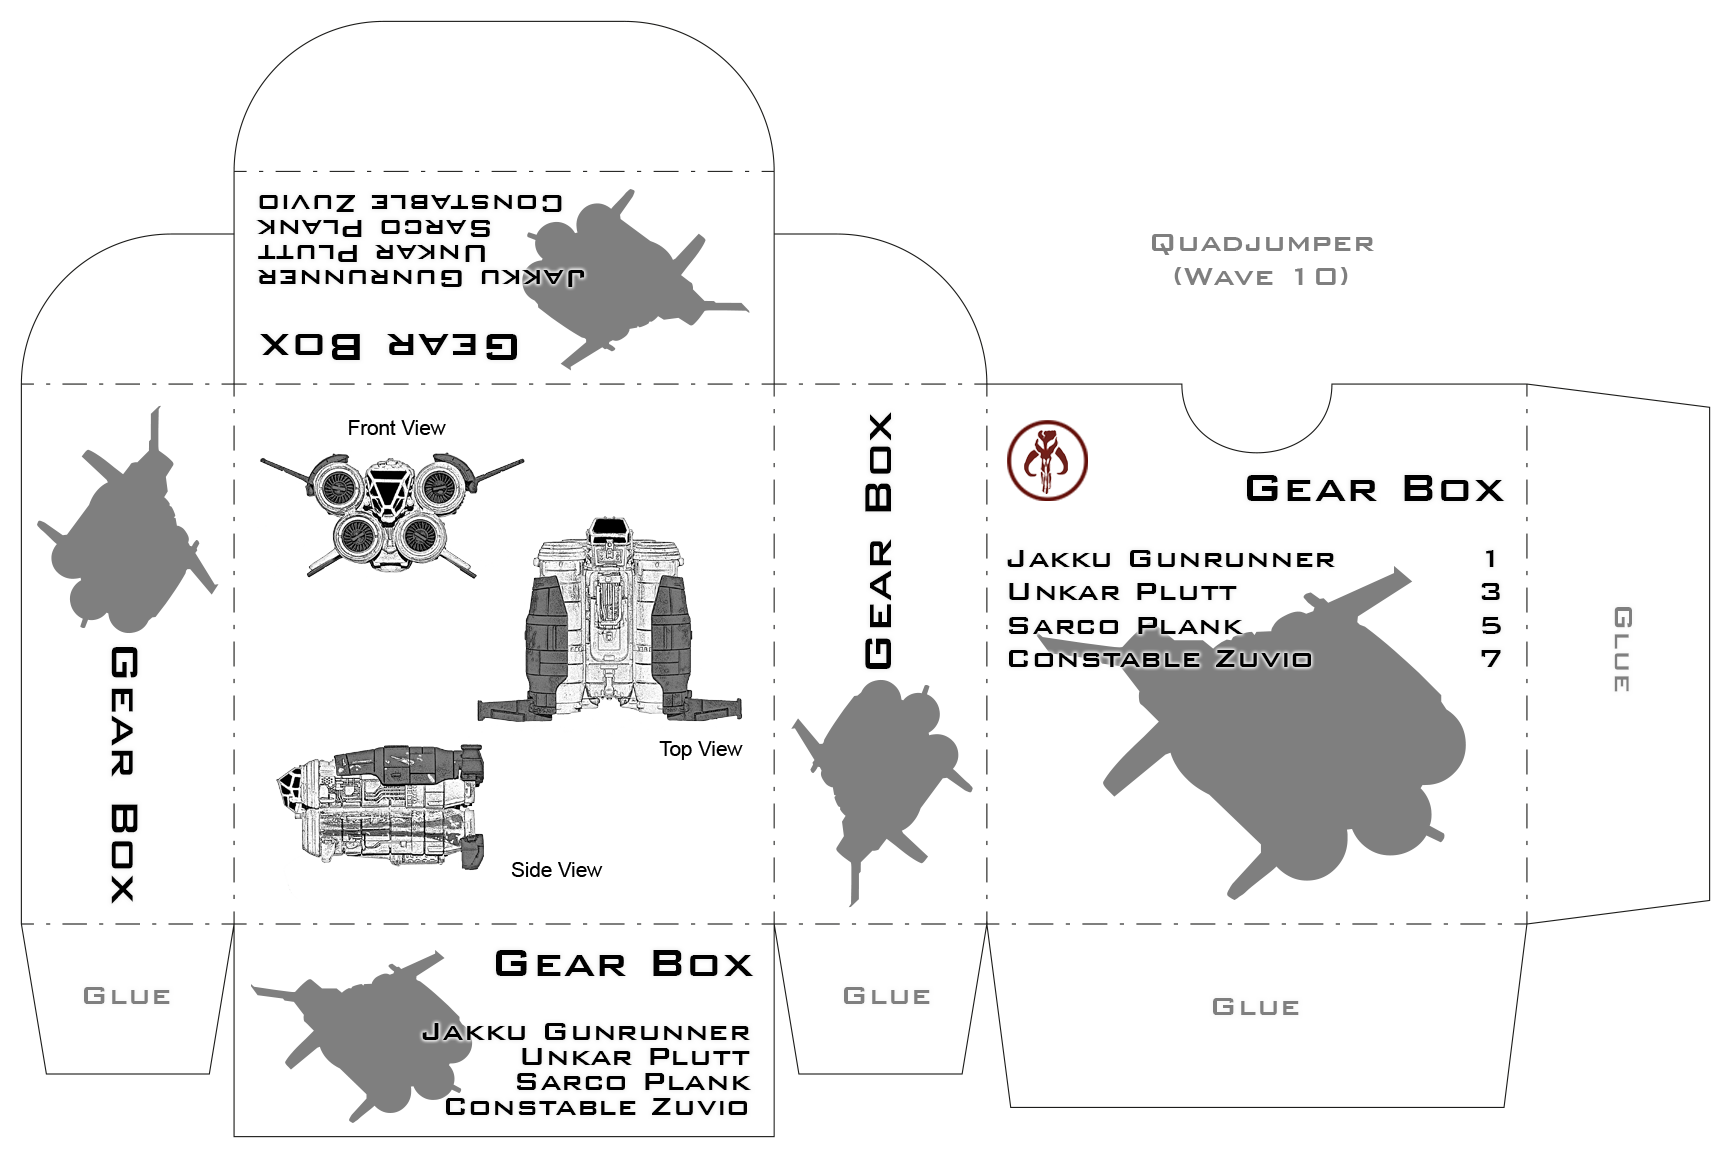 Constable Zuvio
Sarco Plank
Unkar Plutt
Jakku Gunrunner
Gear Box
Quadjumper
(Wave 10)
Front View
Top View
Side View
Gear Box
Gear Box
Gear Box
Jakku Gunrunner 1
Unkar Plutt 3
Sarco Plank 5
Constable Zuvio 7
Glue
Glue
Gear Box
Jakku Gunrunner
Unkar Plutt
Sarco Plank
Constable Zuvio
Glue
Glue